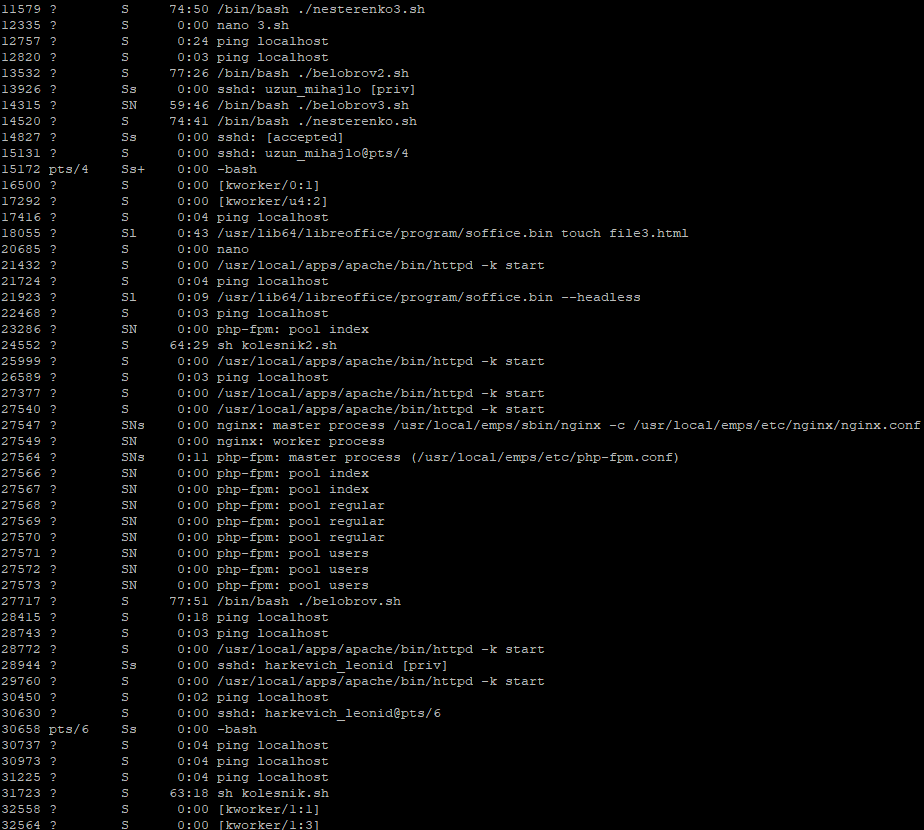 11579 ? S 74:50 /bin/bash ./nesterenko3.sh
12335 ? S 0:00 nano 3.sh
12757 ? S 0:24 ping localhost
12820 ? S 0:03 ping localhost
13532 ? S 77:26 /bin/bash ./belobrov2.sh
13926 ? Ss 0:00 sshd: uzun_mihajlo [priv]
14315 ? SN 59:46 /bin/bash ./belobrov3.sh
14520 ? S 74:41 /bin/bash ./nesterenko.sh
14827 ? Ss 0:00 sshd: [accepted]
15131 ? S 0:00 sshd: uzun_mihajlo@pts/4
15172 pts/4 Ss+ 0:00 -bash
16500 ? S 0:00 [kworker/0:1]
17292 ? S 0:00 [kworker/u4:2]
17416 ? S 0:04 ping localhost
18055 ? Sl 0:43 /usr/lib64/libreoffice/program/soffice.bin touch file3.html
20685 ? S 0:00 nano
21432 ? S 0:00 /usr/local/apps/apache/bin/httpd -k start
21724 ? S 0:04 ping localhost
21923 ? Sl 0:09 /usr/lib64/libreoffice/program/soffice.bin --headless
22468 ? S 0:03 ping localhost
23286 ? SN 0:00 php-fpm: pool index
24552 ? S 64:29 sh kolesnik2.sh
25999 ? S 0:00 /usr/local/apps/apache/bin/httpd -k start
26589 ? S 0:03 ping localhost
27377 ? S 0:00 /usr/local/apps/apache/bin/httpd -k start
27540 ? S 0:00 /usr/local/apps/apache/bin/httpd -k start
27547 ? SNs 0:00 nginx: master process /usr/local/emps/sbin/nginx -c /usr/local/emps/etc/nginx/nginx.conf
27549 ? SN 0:00 nginx: worker process
27564 ? SNs 0:11 php-fpm: master process (/usr/local/emps/etc/php-fpm.conf)
27566 ? SN 0:00 php-fpm: pool index
27567 ? SN 0:00 php-fpm: pool index
27568 ? SN 0:00 php-fpm: pool regular
27569 ? SN 0:00 php-fpm: pool regular
27570 ? SN 0:00 php-fpm: pool regular
27571 ? SN 0:00 php-fpm: pool users
27572 ? SN 0:00 php-fpm: pool users
27573 ? SN 0:00 php-fpm: pool users
27717 ? S 77:51 /bin/bash ./belobrov.sh
28415 ? S 0:18 ping localhost
28743 ? S 0:03 ping localhost
28772 ? S 0:00 /usr/local/apps/apache/bin/httpd -k start
28944 ? Ss 0:00 sshd: harkevich_leonid [priv]
29760 ? S 0:00 /usr/local/apps/apache/bin/httpd -k start
30450 ? S 0:02 ping localhost
30630 ? S 0:00 sshd: harkevich_leonid@pts/6
30658 pts/6 Ss 0:00 -bash
30737 ? S 0:04 ping localhost
30973 ? S 0:04 ping localhost
31225 ? S 0:04 ping localhost
31723 ? S 63:18 sh kolesnik.sh
32558 ? S 0:00 [kworker/1:1]
32564 ? S 0:00 [kworker/1:3]